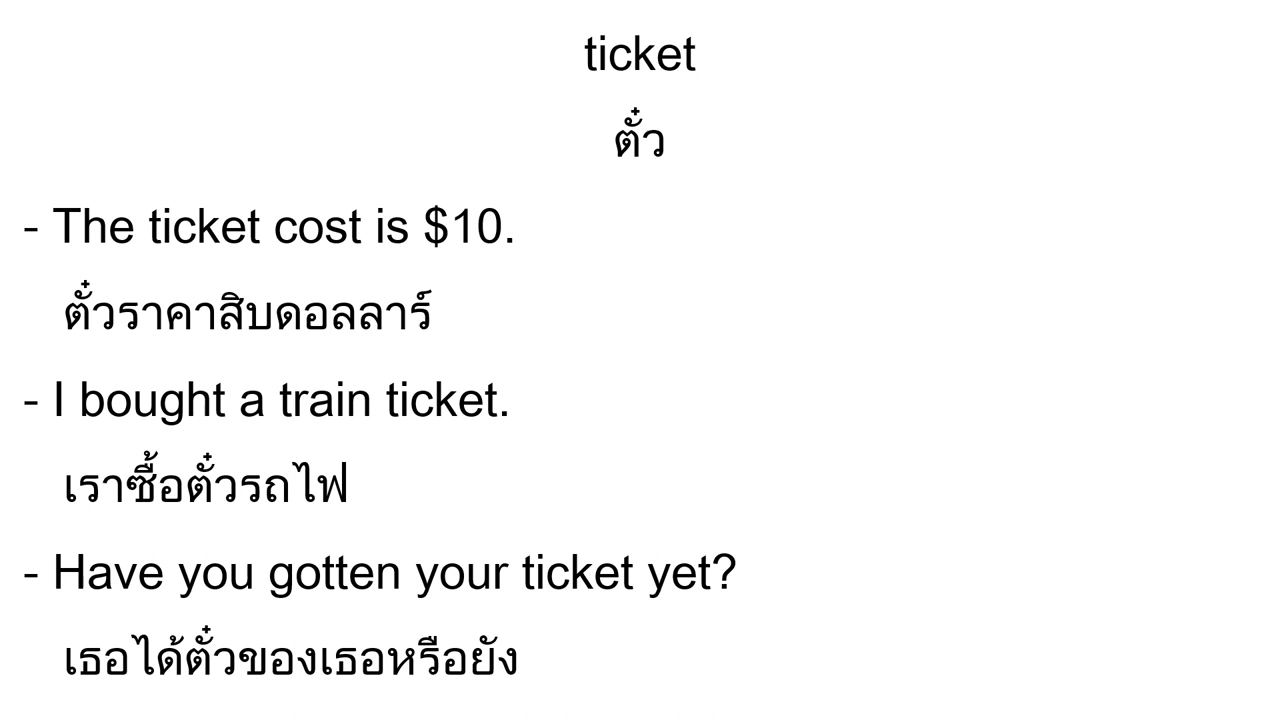 ticket
ตั๋ว
- The ticket cost is $10.
ตั๋วราคาสิบดอลลาร์
- I bought a train ticket.
เราซื้อตั๋วรถไฟ
- Have you gotten your ticket yet?
เธอได้ตั๋วของเธอหรือยัง